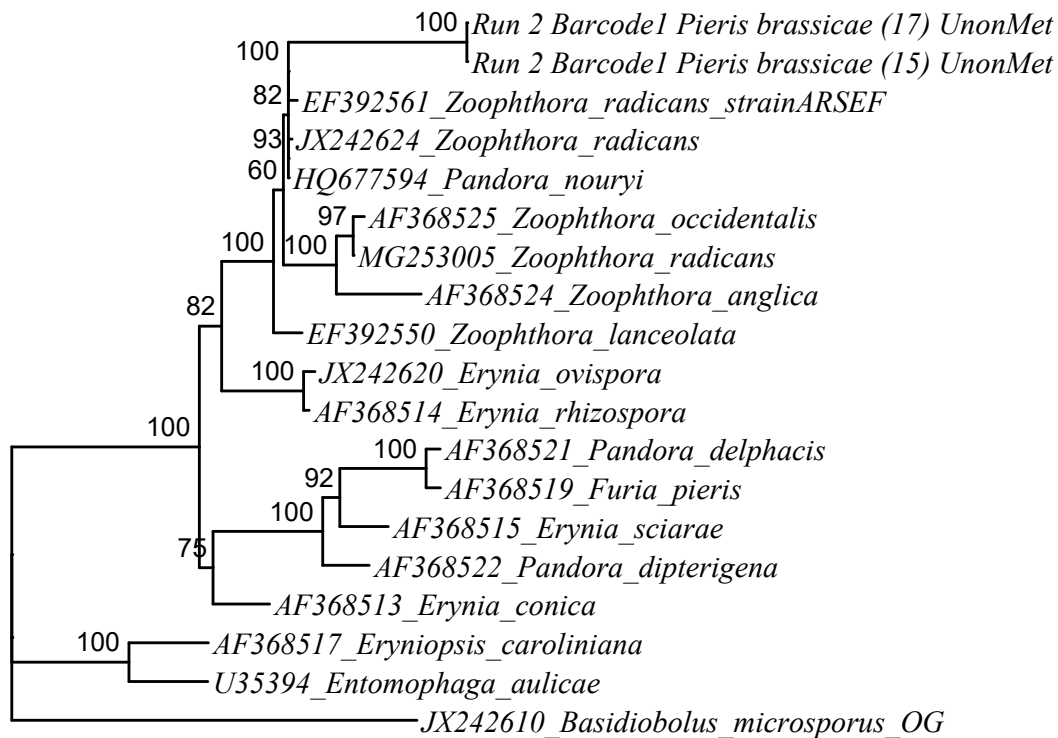 100 Run 2 Barcode1 Pieris brassicae (17) UnonMet
100 Run 2 Barcode1 Pieris brassicae (15) UnonMet
82 EF392561_Zoophthora_radicans_strainARSEF
93 JX242624_Zoophthora_radicans
60 HQ677594_Pandora_nouryi
97 AF368525_Zoophthora_occidentalis
100 100 MG253005_Zoophthora_radicans
AF368524_Zoophthora_anglica
82 EF392550_Zoophthora_lanceolata
100 JX242620_Erynia_ovispora
AF368514_Erynia_rhizospora
100 100 AF368521_Pandora_delphacis
92 AF368519_Furia_pieris
100 AF368515_Erynia_sciarae
75 AF368522_Pandora_dipterigena
AF368513_Erynia_conica
100 AF368517_Eryniopsis_caroliniana
U35394_Entomophaga_aulicae
JX242610_Basidiobolus_microsporus_OG